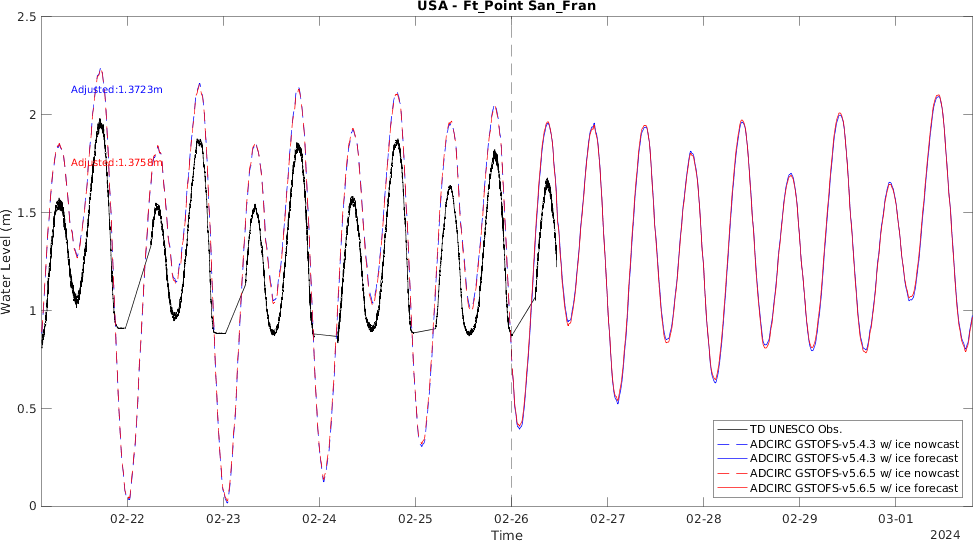 USA - Ft_Point San_Fran
2.5
2
1.5
1
0.5
0
Water Level (m)
Adjusted:1.3723m
Adjusted:1.3758m
TD UNESCO Obs.
ADCIRC GSTOFS-v5.4.3 w/ ice nowcast
ADCIRC GSTOFS-v5.4.3 w/ ice forecast
ADCIRC GSTOFS-v5.6.5 w/ ice nowcast
ADCIRC GSTOFS-v5.6.5 w/ ice forecast
02-22 02-23 02-24 02-25 02-26 02-27 02-28 02-29 03-01
Time
2024